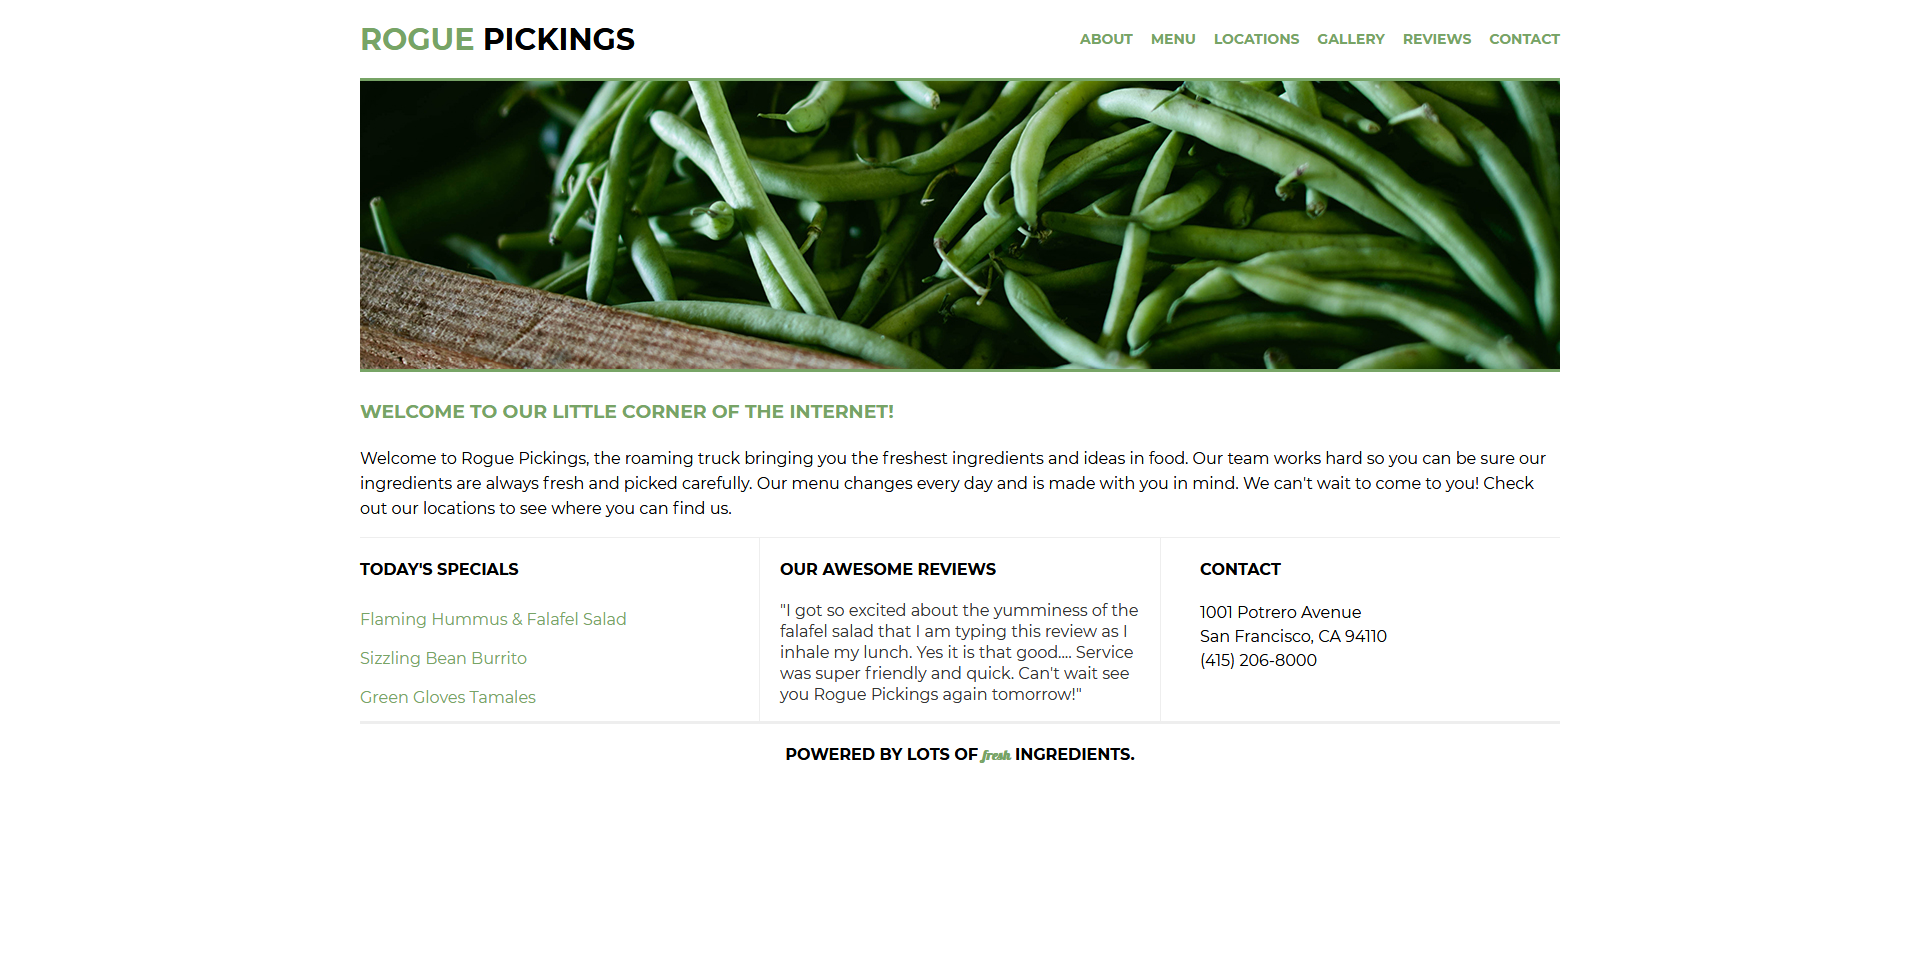 ROGUE PICKINGS
ABOUT MENU LOCATIONS GALLERY REVIEWS CONTACT
WELCOME TO OUR LITTLE CORNER OF THE INTERNET!
Welcome to Rogue Pickings, the roaming truck bringing you the freshest ingredients and ideas in food. Our team works hard so you can be sure our
ingredients are always fresh and picked carefully. Our menu changes every day and is made with you in mind. We can't wait to come to you! Check
out our locations to see where you can find us.
TODAY'S SPECIALS
Flaming Hummus & Falafel Salad
Sizzling Bean Burrito
Green Gloves Tamales
OUR AWESOME REVIEWS
"I got so excited about the yumminess of the
falafel salad that I am typing this review as I
inhale my lunch. Yes it is that good.... Service
was super friendly and quick. Can't wait see
you Rogue Pickings again tomorrow!"
CONTACT
1001 Potrero Avenue
San Francisco, CA 94110
(415) 206-8000
POWERED BY LOTS OF fresh INGREDIENTS.